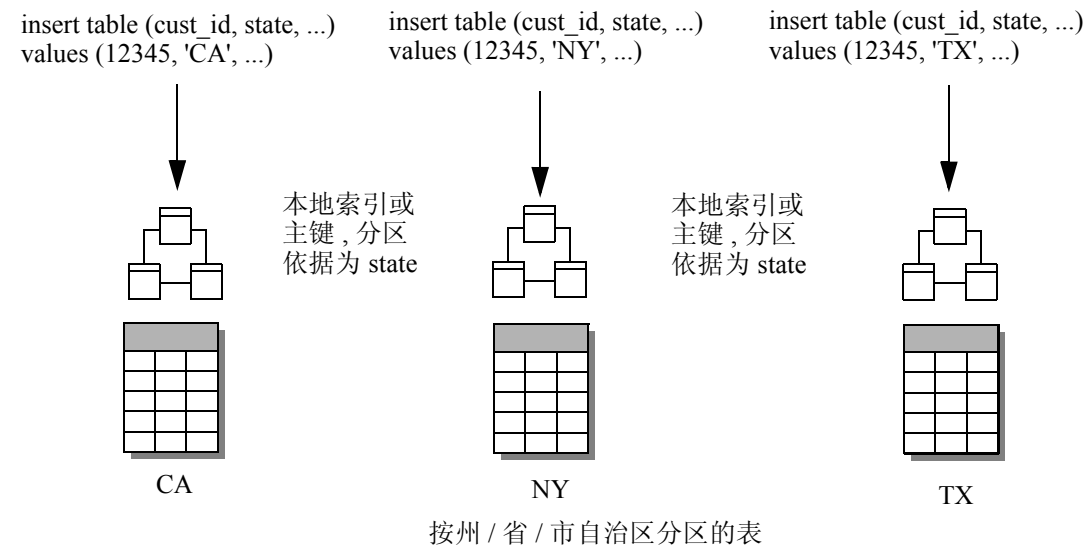 insert table (cust_id, state, ...)
values (12345, 'CA', ...)
insert table (cust_id, state, ...)
values (12345, 'NY', ...)
insert table (cust_id, state, ...)
values (12345, 'TX', ...)
本地索引或
主键 , 分区
依据为 state
本地索引或
主键 , 分区
依据为 state
CA
NY
TX
按州 / 省 / 市自治区分区的表